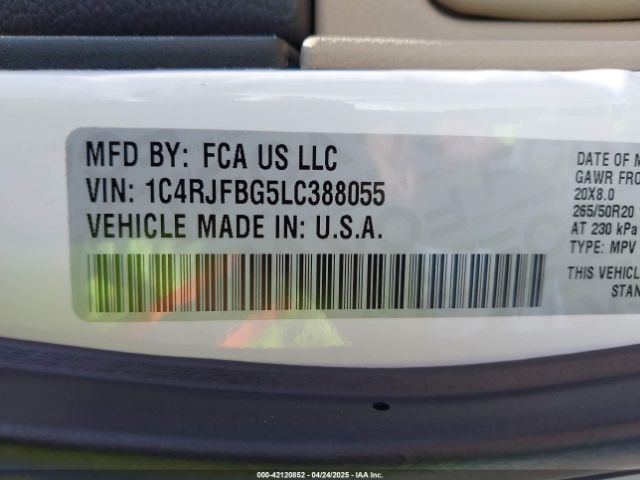 MFD BY: FCA US LLC
VIN: 1C4RJFBG5LC388055
VEHICLE MADE IN: U.S.A.
DATE OF M
GAWR FRO
20X8.0
265/50R20
AT 230 kPa
TYPE: MPV
THIS VEHICL
STAN
000-42120852 - 04/24/2025 - IAA Inc.